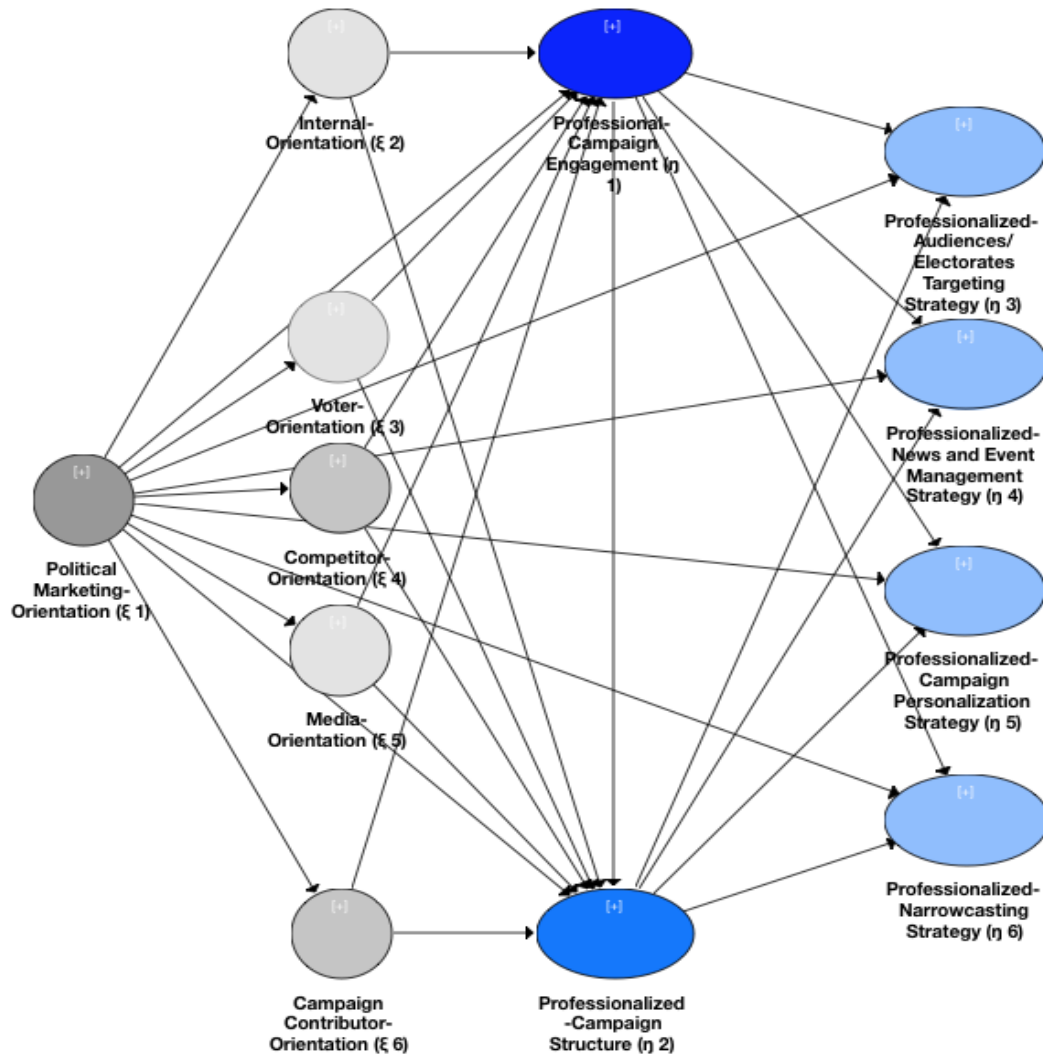 [+]
Internal-
Orientation (ξ 2)
[+]
Professional-
Campaign
Engagement (ŋ
1)
[+]
Professionalized-
Audiences/
Electorates
Targeting
Strategy (ŋ 3)
[+]
Voter-
Orientation (ξ 3)
[+]
Professionalized-
News and Event
Management
Strategy (ŋ 4)
[+]
Political
Marketing-
Orientation (ξ 1)
[+]
Competitor-
Orientation (ξ 4)
[+]
Professionalized-
Campaign
Personalization
Strategy (ŋ 5)
[+]
Media-
Orientation (ξ 5)
[+]
Professionalized-
Narrowcasting
Strategy (ŋ 6)
[+]
Campaign
Contributor-
Orientation (ξ 6)
[+]
Professionalized
-Campaign
Structure (ŋ 2)